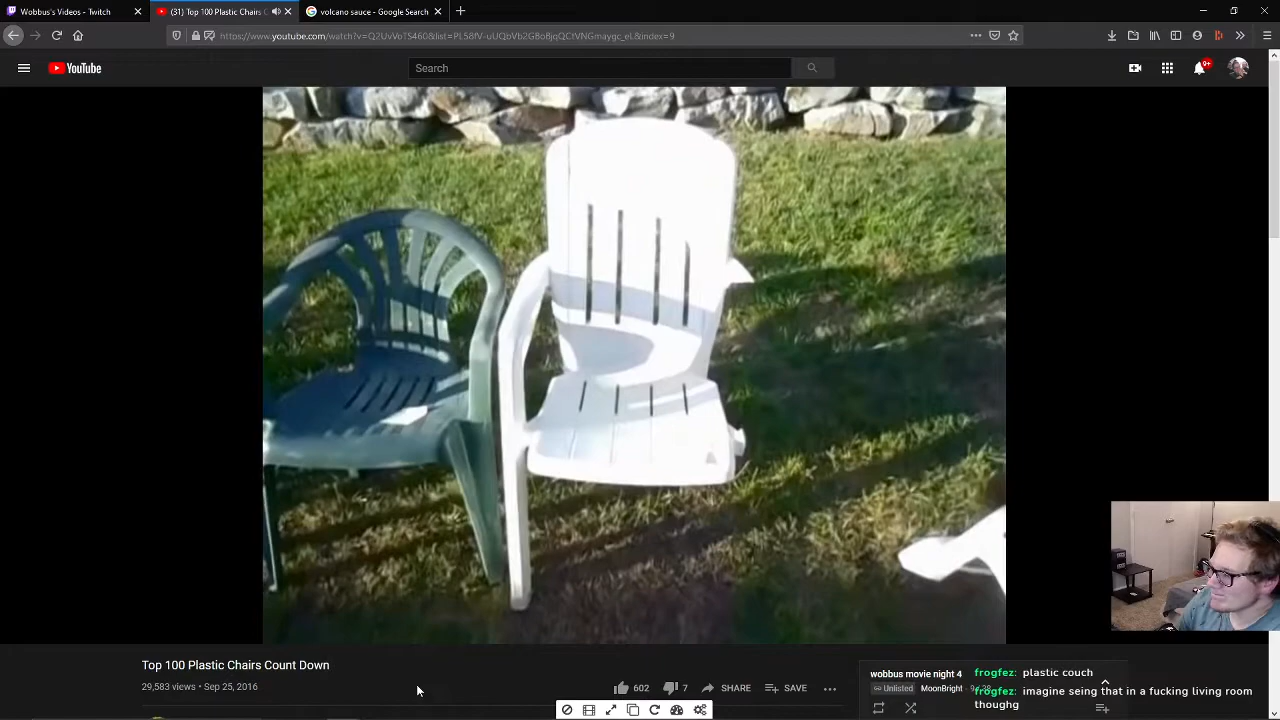 Wobbus's Videos - Twitch
(31) Top 100 Plastic Chairs C
volcano sauce - Google Search
YouTube
Search
9+
Top 100 Plastic Chairs Count Down
29,583 views • Sep 25, 2016
602
7
SHARE
SAVE
wobbus movie night 4
Unlisted
MoonBright
frogfez: plastic couch
frogfez: imagine seing that in a fucking living room
thoughg